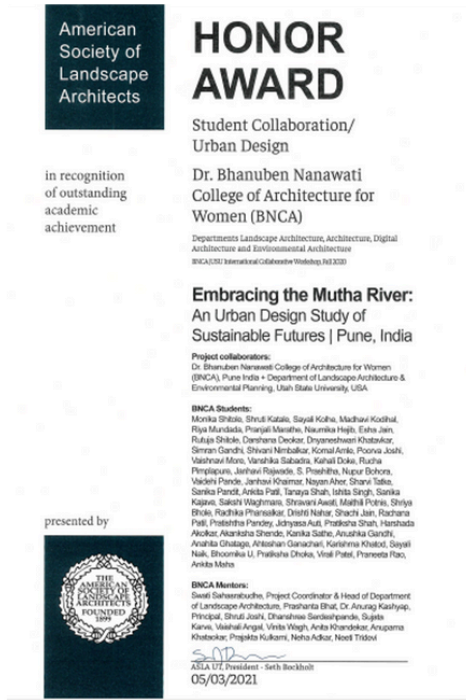 American
Society of
Landscape
Architects
HONOR
AWARD
Student Collaboration/
Urban Design
in recognition
of outstanding
academic
achievement
Dr. Bhanuben Nanawati
College of Architecture for
Women (BNCA)
Departments Landscape Architecture, Architecture, Digital
Architecture and Environmental Architecture
BNCA|USU International Collaborative Workshop, Fall 2020
Embracing the Mutha River:
An Urban Design Study of
Sustainable Futures | Pune, India
Project collaborators:
Dr. Bhanuben Nanawati College of Architecture for Women
(BNCA), Pune India + Department of Landscape Architecture &
Environmental Planning, Utah State University, USA
BNCA Students:
Monika Shitole, Shruti Katale, Sayali Kolhe, Madhavi Kodihal,
Riya Mundada, Pranjali Marathe, Naumika Hejib, Esha Jain,
Rutuja Shitole, Darshana Deokar, Dnyaneshwari Khatavkar,
Simran Gandhi, Shivani Nimbalkar, Komal Amle, Poorva Joshi,
Vaishnavi More, Vanshika Sabadra, Kahali Doke, Rucha
Pimplapure, Janhavi Rajwade, S. Prashitha, Nupur Bohora,
Vaidehi Pande, Janhavi Khairnar, Nayan Aher, Sharvi Tatke,
Sanika Pandit, Ankita Patil, Tanaya Shah, Ishita Singh, Sanika
Kajave, Sakshi Waghmare, Shravani Awati, Maithili Potnis, Shriya
Bhole, Radhika Phansalkar, Drishti Nahar, Shachi Jain, Rachana
Patil, Pratishtha Pandey, Jidnyasa Auti, Pratiksha Shah, Harshada
Akolkar, Akanksha Shende, Kanika Sathe, Anushka Gandhi,
Anahita Ghatage, Ahteshan Ganachari, Karishma Khatod, Sayali
Naik, Bhoomika U, Pratiksha Dhoka, Virali Patel, Praneeta Rao,
Ankita Maha
presented by
THE
AMERICAN
SOCIETY OF
LANDSCAPE
ARCHITECTS
FOUNDED
1899
BNCA Mentors:
Swati Sahasrabudhe, Project Coordinator & Head of Department
of Landscape Architecture, Prashanta Bhat, Dr. Anurag Kashyap,
Principal, Shruti Joshi, Dhanshree Serdeshpande, Sujata
Karve, Vaishali Angal, Vinita Wagh, Anita Khandekar, Anupama
Khataokar, Prajakta Kulkarni, Neha Adkar, Neeti Tridevi
ASLA UT, President - Seth Bockholt
05/03/2021